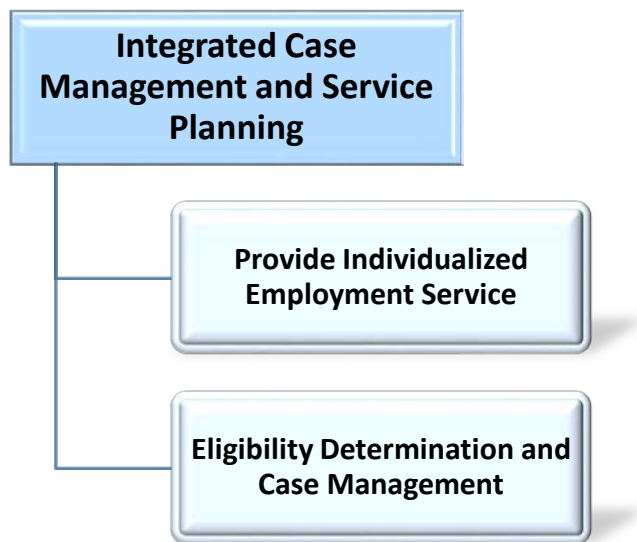 Integrated Case
Management and Service
Planning
Provide Individualized
Employment Service
Eligibility Determination and
Case Management